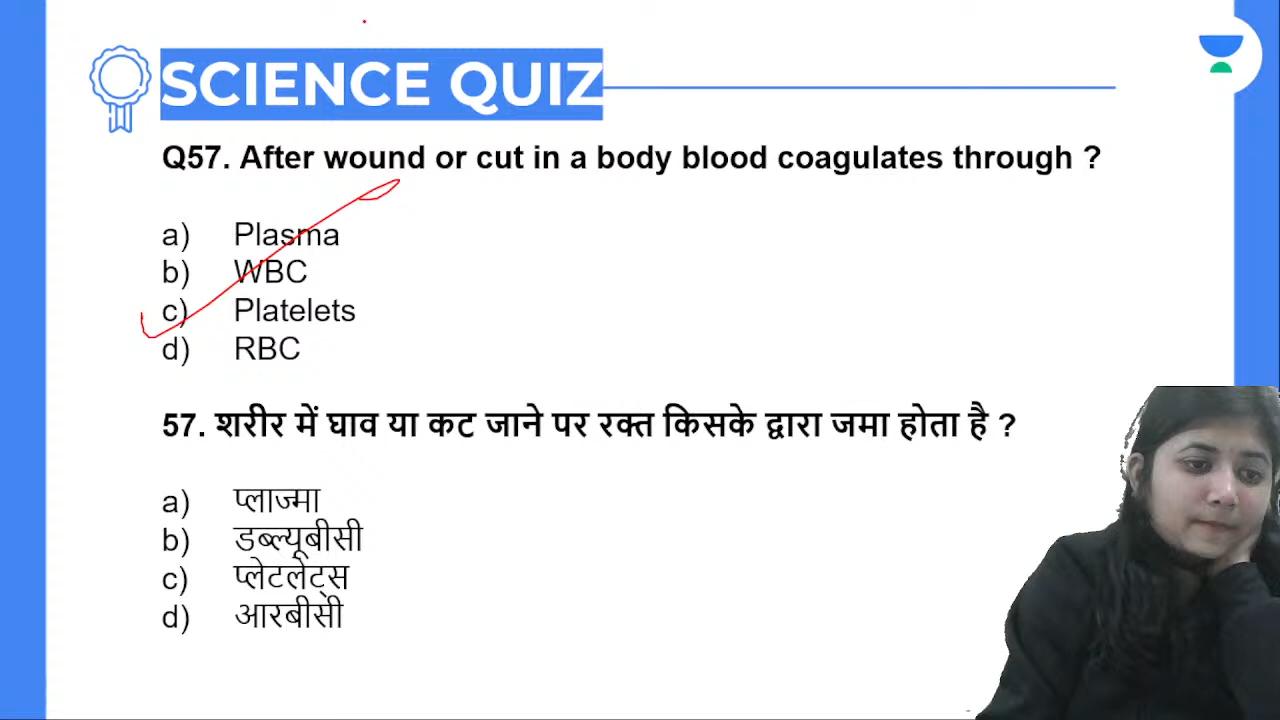 SCIENCE QUIZ
Q57. After wound or cut in a body blood coagulates through ?
a) Plasma
b) WBC
c) Platelets
d) RBC
57. शरीर में घाव या कट जाने पर रक्त किसके द्वारा जमा होता है ?
a) प्लाज्मा
b) डब्ल्यूबीसी
c) प्लेटलेट्स
d) आरबीसी